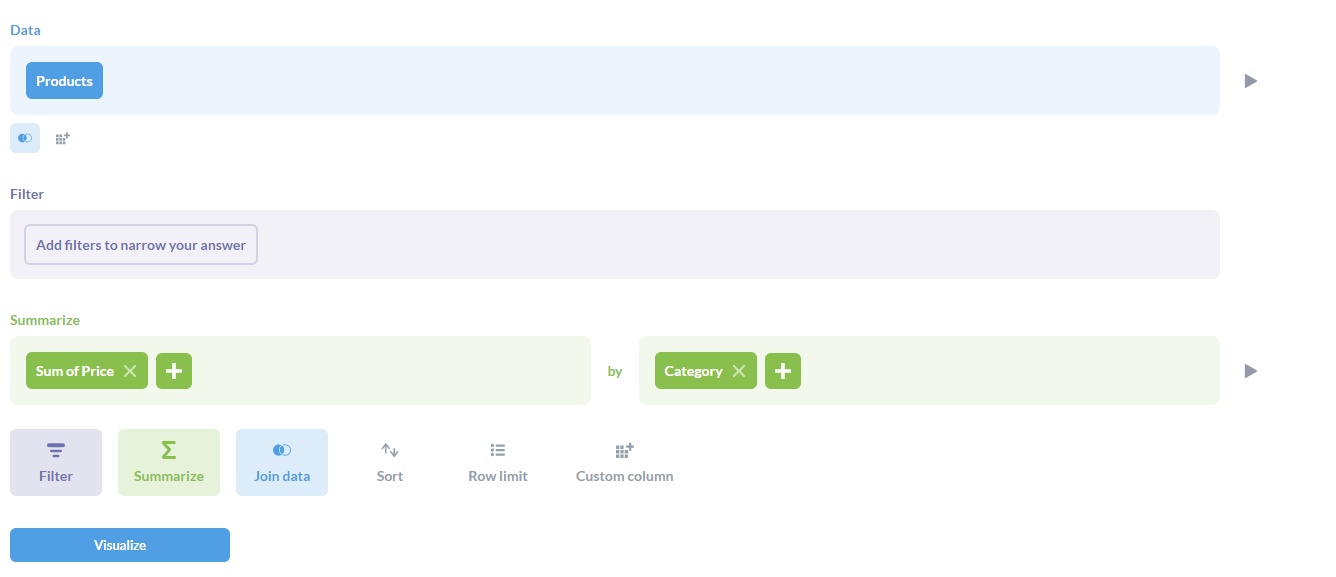 Data
Products
Filter
Add filters to narrow your answer
Summarize
Sum of Price by Category
Filter Summarize Join data Sort Row limit Custom column
Visualize